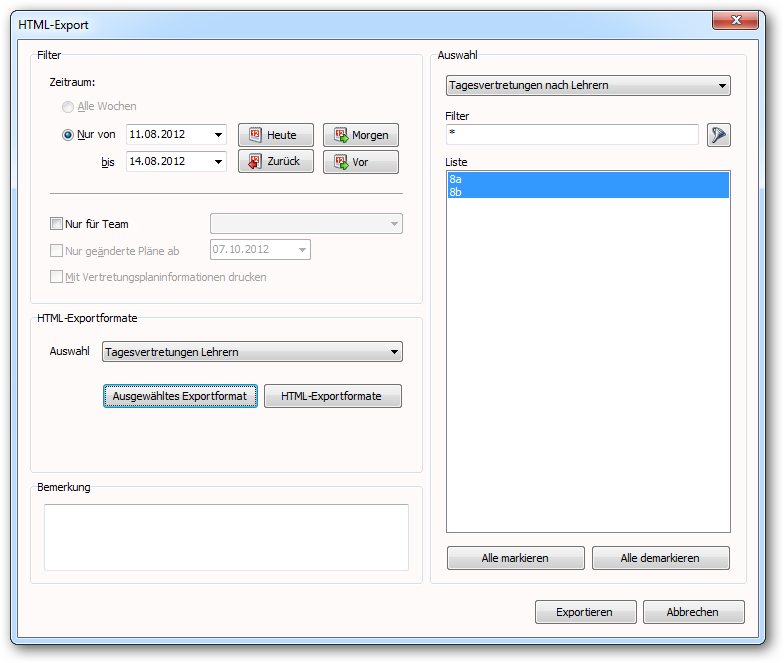 HTML-Export
Filter
Zeitraum:
Alle Wochen
Nur von 11.08.2012 Heute Morgen
bis 14.08.2012 Zurück Vor
Nur für Team
Nur geänderte Pläne ab 07.10.2012
Mit Vertretungsplaninformationen drucken
HTML-Exportformate
Auswahl Tagesvertretungen Lehrern
Ausgewähltes Exportformat HTML-Exportformate
Bemerkung
Auswahl
Tagesvertretungen nach Lehrern
Filter
*
Liste
8a
8b
Alle markieren Alle demarkieren
Exportieren Abbrechen